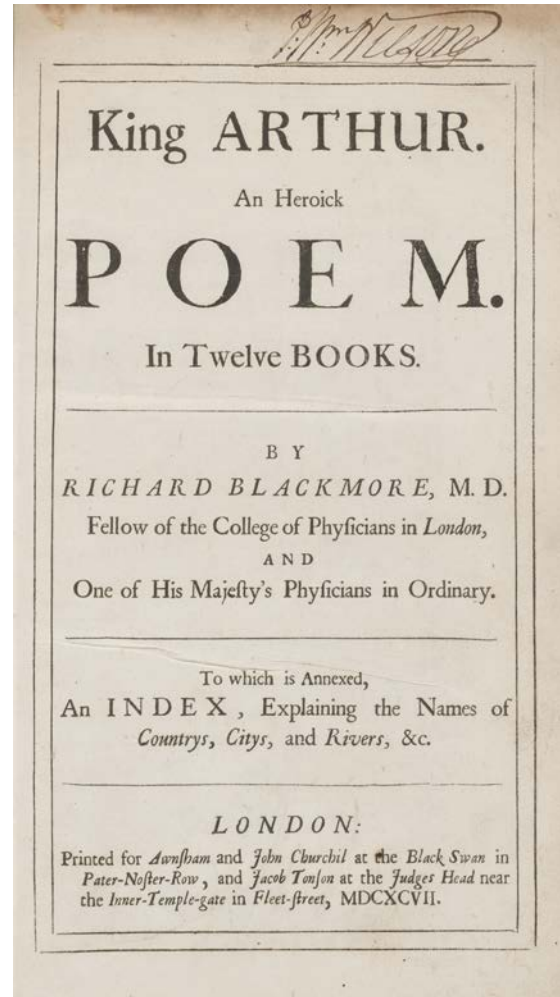 Wm Wilson
King ARTHUR.
An Heroick
POEM.
In Twelve BOOKS.
BY
RICHARD BLACKMORE, M. D.
Fellow of the College of Phyſicians in London,
AND
One of His Majeſty's Phyſicians in Ordinary.
To which is Annexed,
An INDEX, Explaining the Names of
Countrys, Citys, and Rivers, &c.
LONDON:
Printed for Awnſham and John Churchil at the Black Swan in
Pater-Noſter-Row, and Jacob Tonſon at the Judges Head near
the Inner-Temple-gate in Fleet-ſtreet, MDCXCVII.